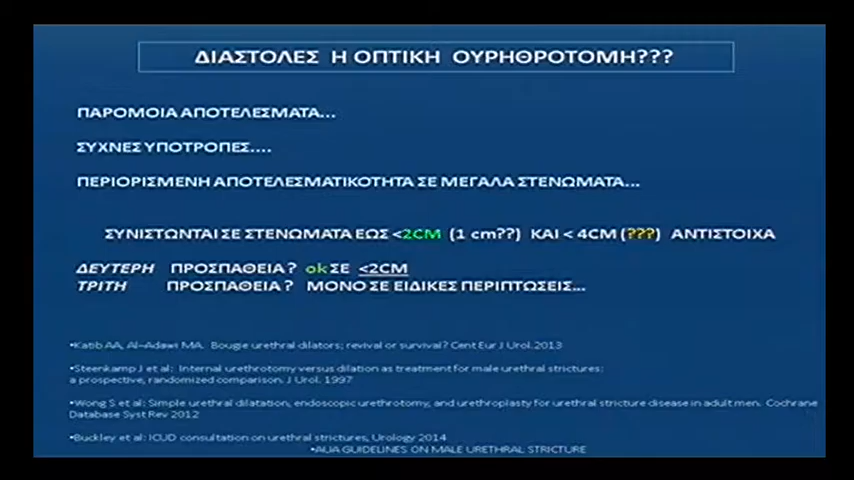 ΔΙΑΣΤΟΛΕΣ Η ΟΠΤΙΚΗ ΟΥΡΗΘΡΟΤΟΜΗ???
ΠΑΡΟΜΟΙΑ ΑΠΟΤΕΛΕΣΜΑΤΑ...
ΣΥΧΝΕΣ ΥΠΟΤΡΟΠΕΣ....
ΠΕΡΙΟΡΙΣΜΕΝΗ ΑΠΟΤΕΛΕΣΜΑΤΙΚΟΤΗΤΑ ΣΕ ΜΕΓΑΛΑ ΣΤΕΝΩΜΑΤΑ...
ΣΥΝΙΣΤΩΝΤΑΙ ΣΕ ΣΤΕΝΩΜΑΤΑ ΕΩΣ <2CM (1 cm??) ΚΑΙ < 4CM (???) ΑΝΤΙΣΤΟΙΧΑ
ΔΕΥΤΕΡΗ ΠΡΟΣΠΑΘΕΙΑ? ok ΣΕ <2CM
ΤΡΙΤΗ ΠΡΟΣΠΑΘΕΙΑ? ΜΟΝΟ ΣΕ ΕΙΔΙΚΕΣ ΠΕΡΙΠΤΩΣΕΙΣ...
•Katib AA, Al-Adawi MA. Bougie urethral dilators; revival or survival? Cent Eur J Urol.2013
•Steenkamp J et al: Internal urethrotomy versus dilation as treatment for male urethral strictures:
a prospective, randomized comparison. J Urol. 1997
•Wong S et al: Simple urethral dilatation, endoscopic urethrotomy, and urethroplasty for urethral stricture disease in adult men. Cochrane
Database Syst Rev 2012
•Buckley et al: ICUD consultation on urethral strictures, Urology 2014
•AUA GUIDELINES ON MALE URETHRAL STRICTURE